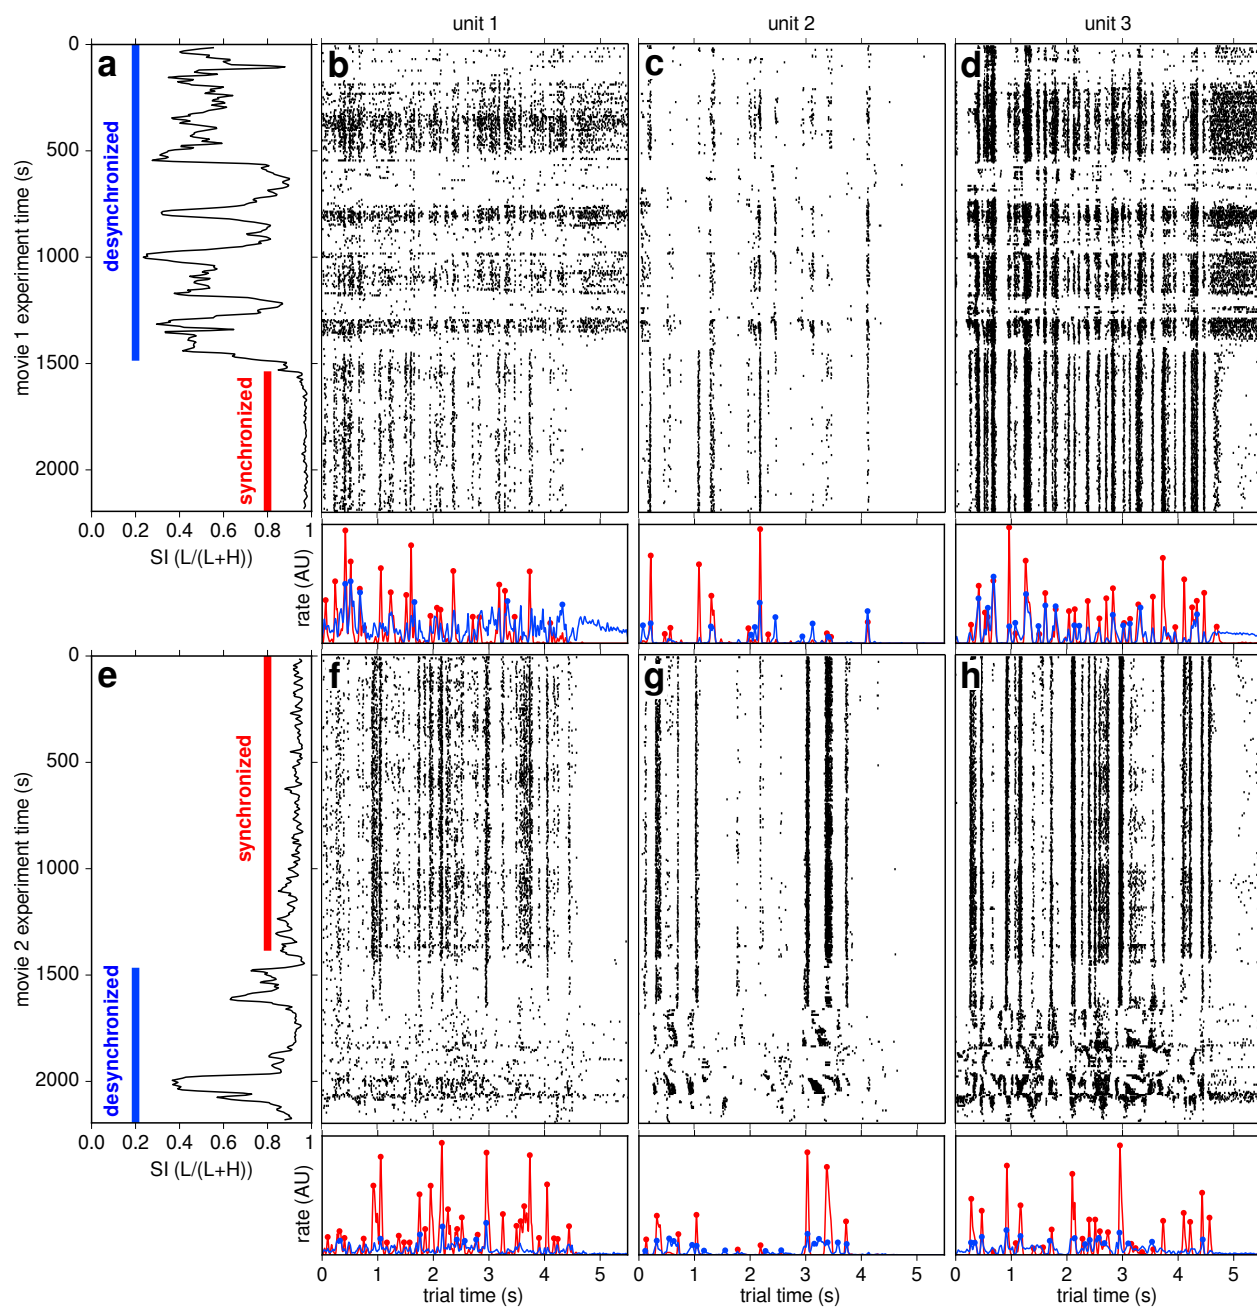 unit 1
unit 2
unit 3
a
b
c
d
0
500
1000
1500
2000
movie 1 experiment time (s)
desynchronized
synchronized
0.0
0.2
0.4
0.6
0.8
1
SI (L/(L+H))
rate (AU)
e
f
g
h
0
500
1000
1500
2000
movie 2 experiment time (s)
synchronized
desynchronized
0.0
0.2
0.4
0.6
0.8
1
SI (L/(L+H))
rate (AU)
0 1 2 3 4 5
0 1 2 3 4 5
0 1 2 3 4 5
trial time (s)
trial time (s)
trial time (s)